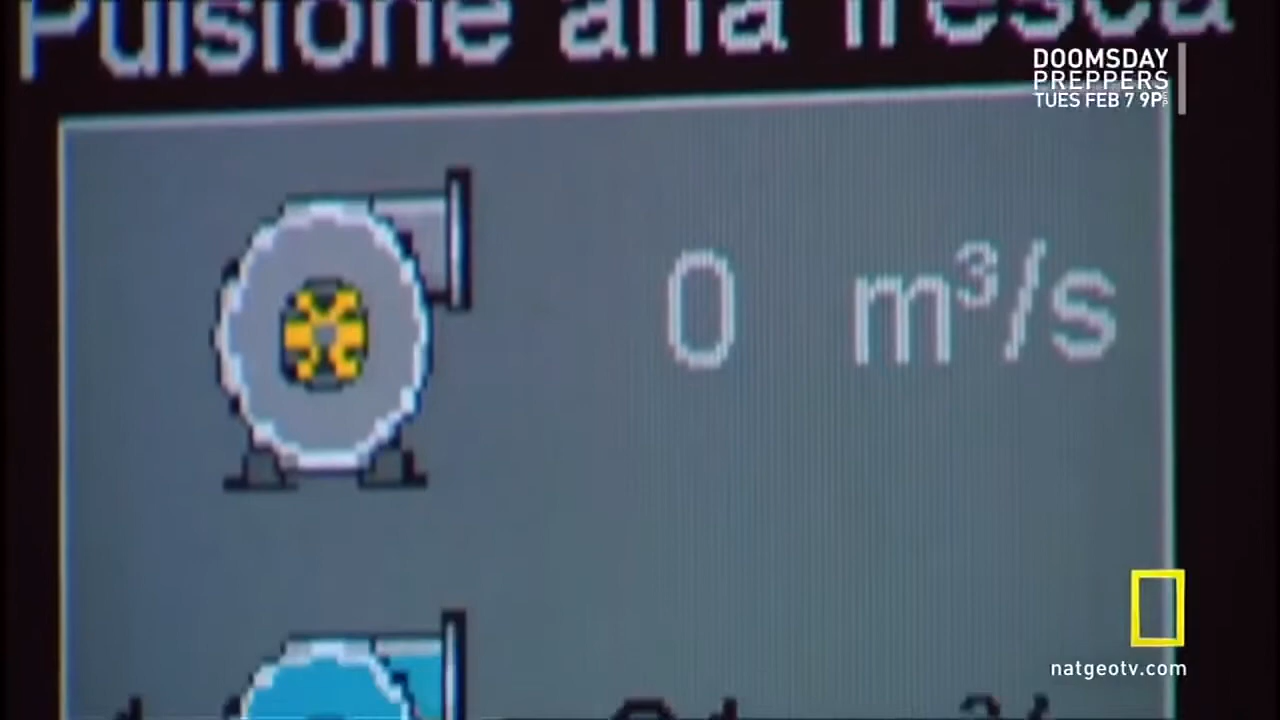 Pulsione aria fresca
DOOMSDAY
PREPPERS
TUES FEB 7 9P
0 m³/s
natgeotv.com